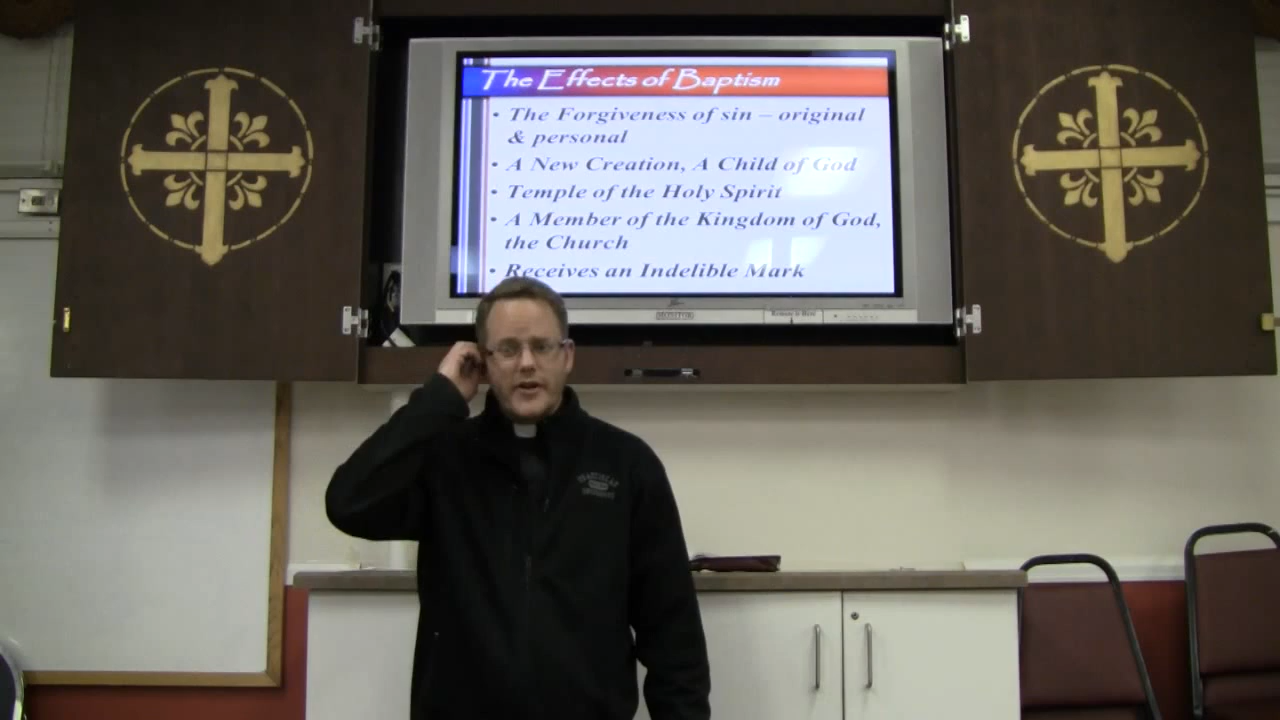 The Effects of Baptism
• The Forgiveness of sin – original
& personal
• A New Creation, A Child of God
• Temple of the Holy Spirit
• A Member of the Kingdom of God,
the Church
• Receives an Indelible Mark